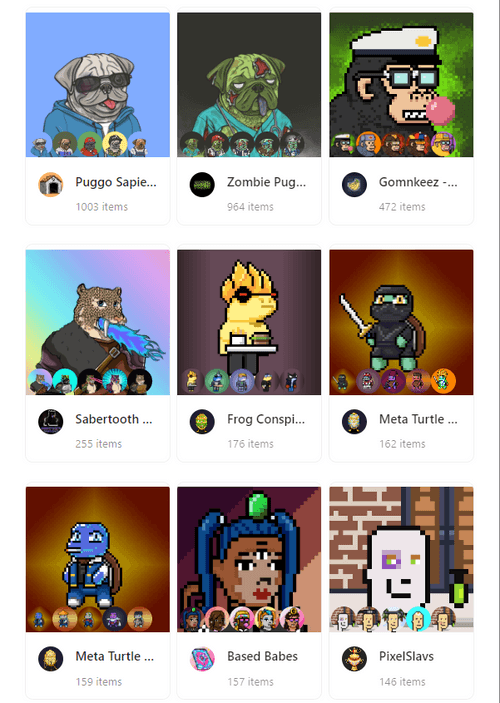 Puggo Sapie...
1003 items
Zombie Pug...
964 items
Gomnkeez -...
472 items
Sabertooth ...
255 items
Frog Conspi...
176 items
Meta Turtle ...
162 items
Meta Turtle ...
159 items
Based Babes
157 items
PixelSlavs
146 items